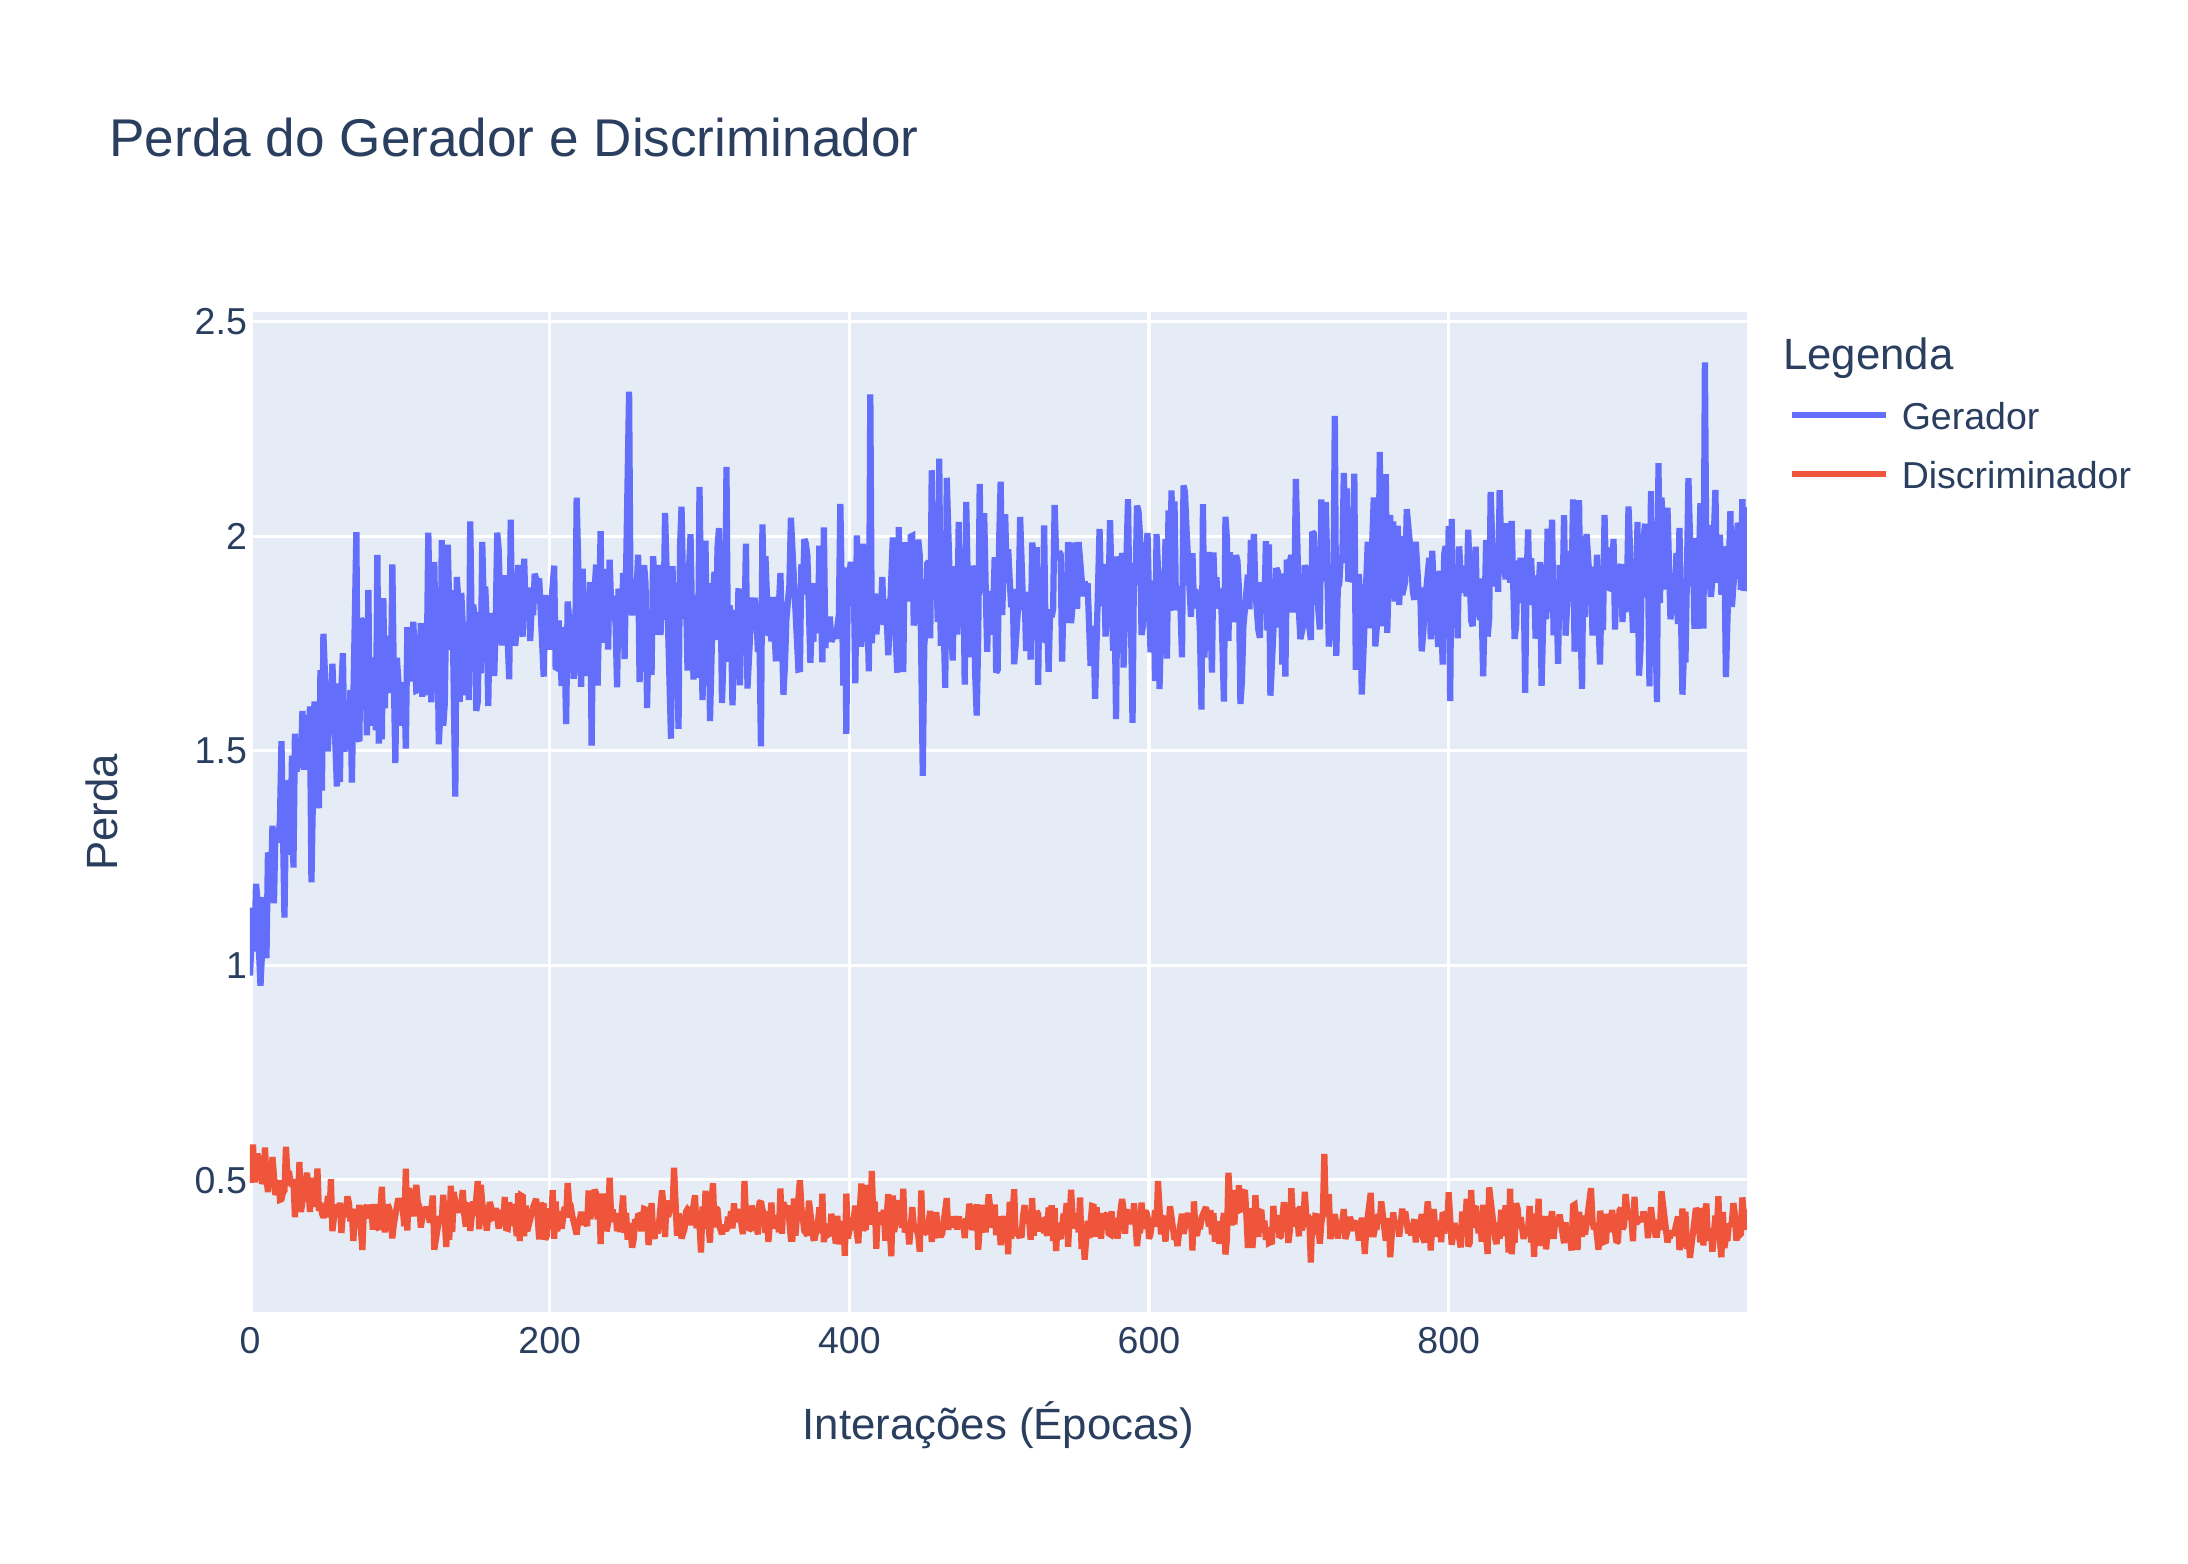 Perda do Gerador e Discriminador
2.5
2
1.5
1
0.5
Perda
0
200
400
600
800
Interações (Épocas)
Legenda
Gerador
Discriminador